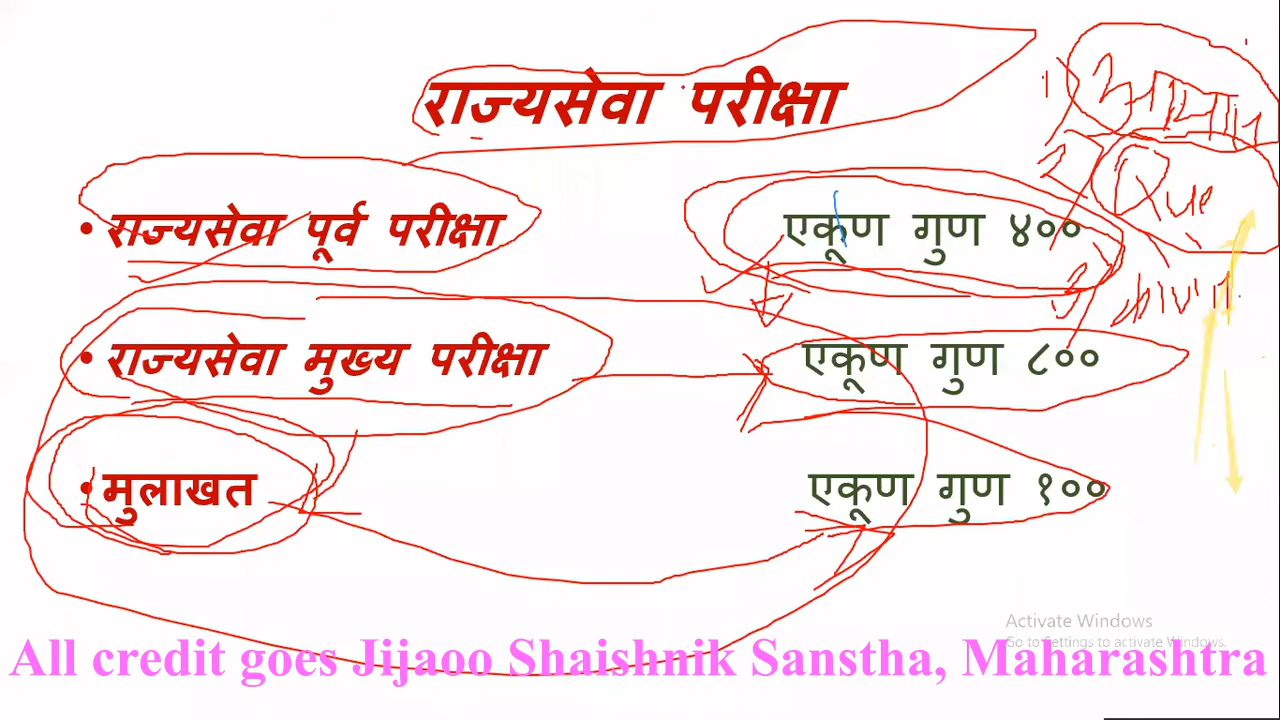 राज्यसेवा परीक्षा
• राज्यसेवा पूर्व परीक्षा एकूण गुण ४००
• राज्यसेवा मुख्य परीक्षा एकूण गुण ८००
• मुलाखत एकूण गुण १००
Que
Activate Windows
Go to Settings to activate Windows.
All credit goes Jijaoo Shaishnik Sanstha, Maharashtra